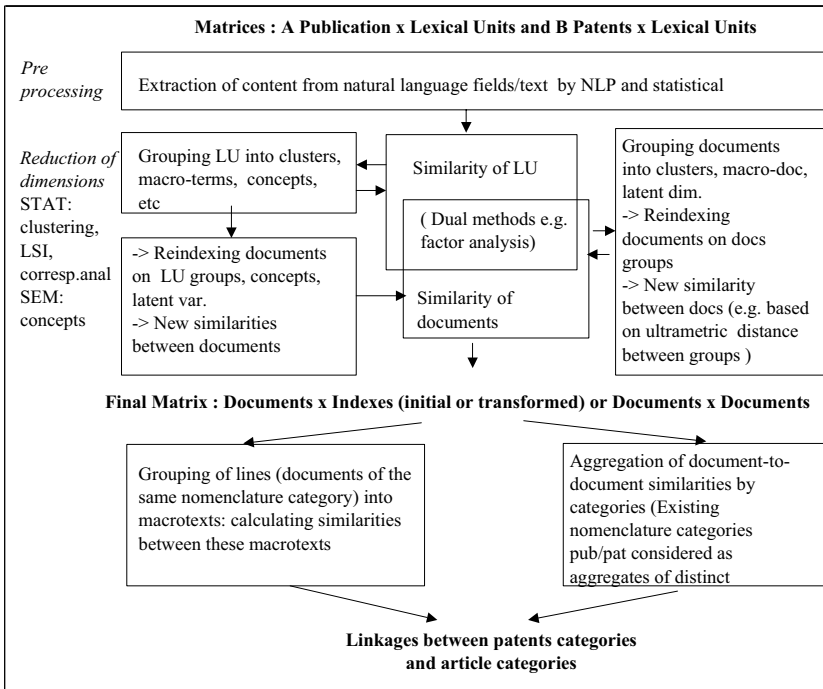 Matrices : A Publication x Lexical Units and B Patents x Lexical Units
Pre
processing
Extraction of content from natural language fields/text by NLP and statistical
Reduction of
dimensions
STAT:
clustering,
LSI,
corresp.anal
SEM:
concepts
Grouping LU into clusters,
macro-terms, concepts,
etc
-> Reindexing documents
on LU groups, concepts,
latent var.
-> New similarities
between documents
Similarity of LU
( Dual methods e.g.
factor analysis)
Similarity of
documents
Grouping documents
into clusters, macro-doc,
latent dim.
-> Reindexing
documents on docs
groups
-> New similarity
between docs (e.g. based
on ultrametric distance
between groups )
Final Matrix : Documents x Indexes (initial or transformed) or Documents x Documents
Grouping of lines (documents of the
same nomenclature category) into
macrotexts: calculating similarities
between these macrotexts
Aggregation of document-to-
document similarities by
categories (Existing
nomenclature categories
pub/pat considered as
aggregates of distinct
Linkages between patents categories
and article categories